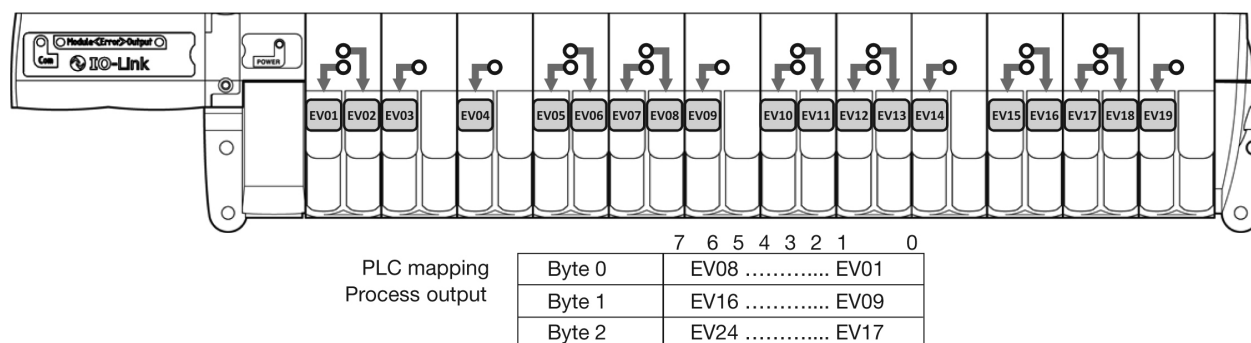 Module<Error>Output
Com
IO-Link
POWER
EV01 EV02 EV03 EV04 EV05 EV06 EV07 EV08 EV09 EV10 EV11 EV12 EV13 EV14 EV15 EV16 EV17 EV18 EV19
7 6 5 4 3 2 1 0
PLC mapping Byte 0 EV08 ............. EV01
Process output Byte 1 EV16 ............. EV09
Byte 2 EV24 ............. EV17